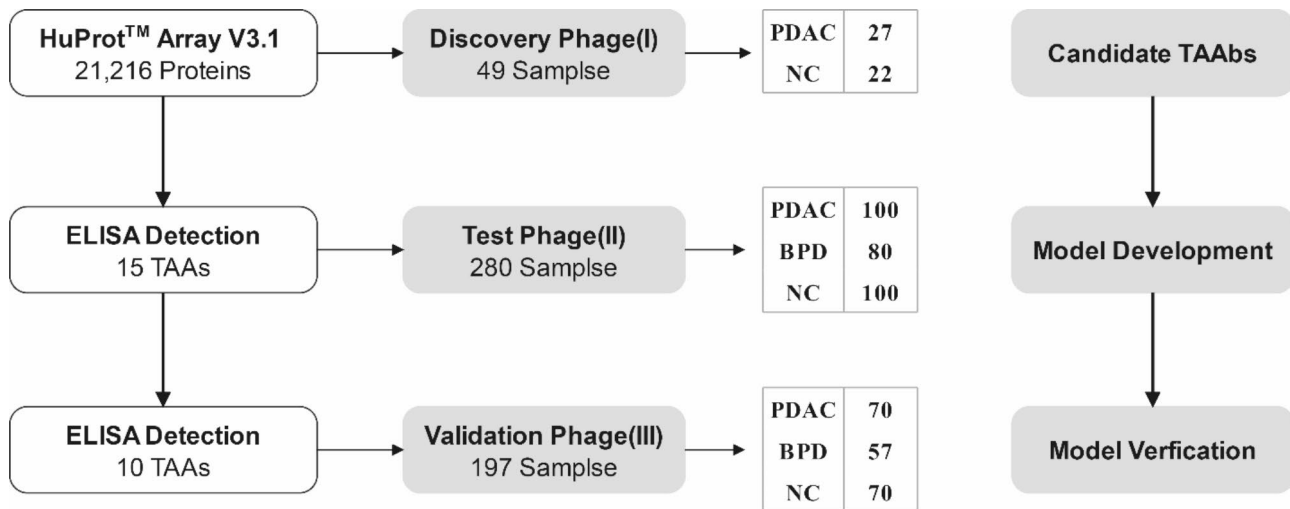 HuProt™ Array V3.1
21,216 Proteins
Discovery Phage(I)
49 Samplse
PDAC 27
NC 22
Candidate TAAbs
ELISA Detection
15 TAAs
Test Phage(II)
280 Samplse
PDAC 100
BPD 80
NC 100
Model Development
ELISA Detection
10 TAAs
Validation Phage(III)
197 Samplse
PDAC 70
BPD 57
NC 70
Model Verfication